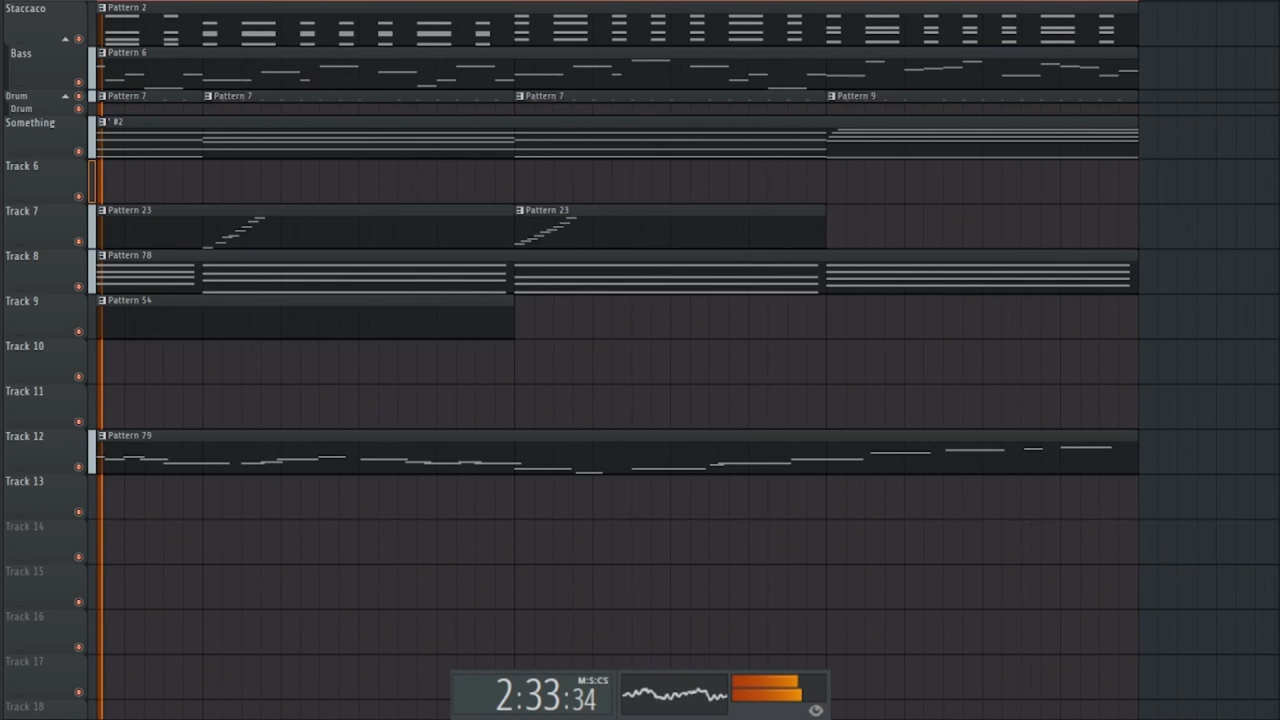 Staccaco
Pattern 2
Bass
Pattern 6
Drum
Pattern 7
Pattern 7
Pattern 7
Pattern 9
Drum
Something
' #2
Track 6
Track 7
Pattern 23
Pattern 23
Track 8
Pattern 78
Track 9
Pattern 54
Track 10
Track 11
Track 12
Pattern 79
Track 13
Track 14
Track 15
Track 16
Track 17
Track 18
M:S:CS
2:33:34